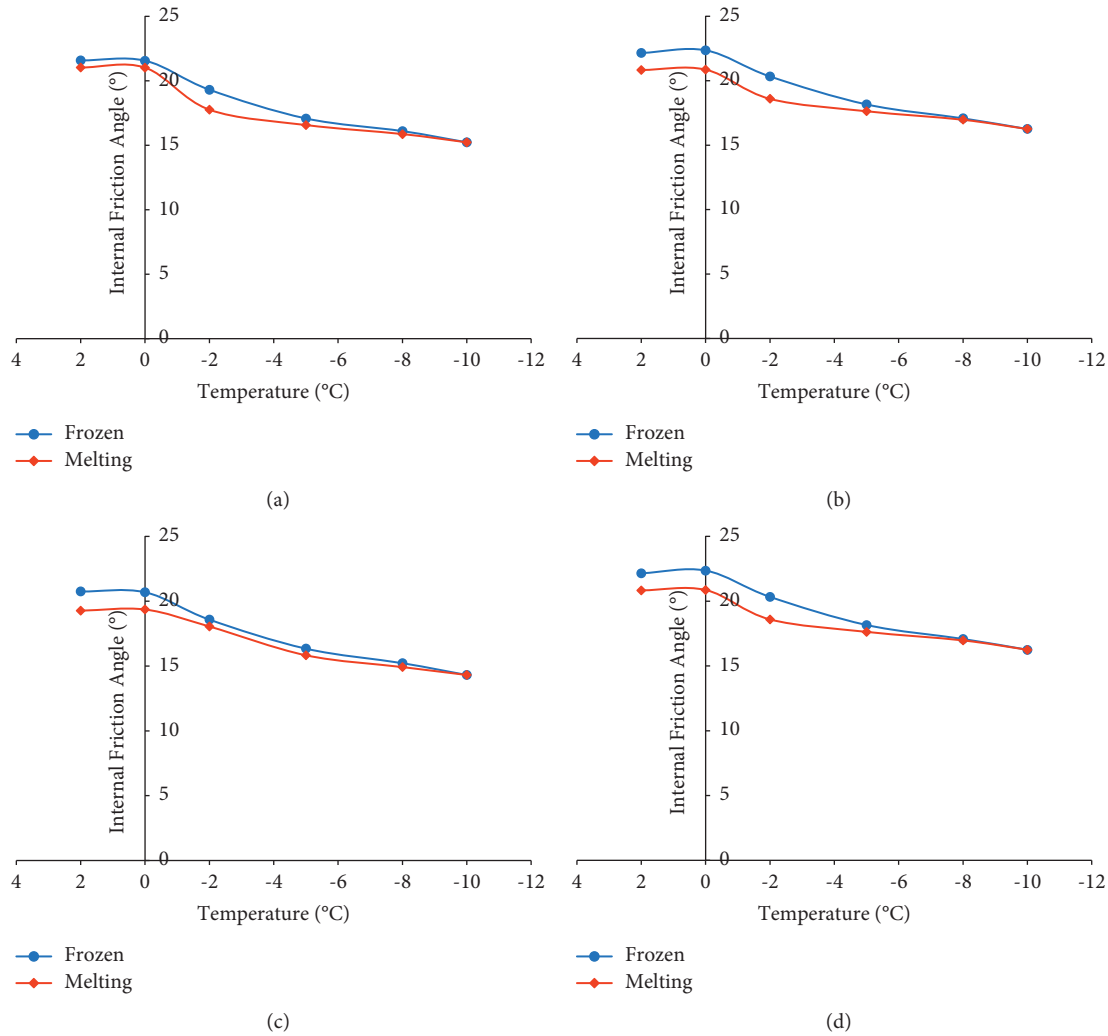 25
20
15
10
5
0
Internal Friction Angle (°)
4 2 0 -2 -4 -6 -8 -10 -12
Temperature (°C)
Frozen
Melting
(a)
25
20
15
10
5
0
Internal Friction Angle (°)
4 2 0 -2 -4 -6 -8 -10 -12
Temperature (°C)
Frozen
Melting
(b)
25
20
15
10
5
0
Internal Friction Angle (°)
4 2 0 -2 -4 -6 -8 -10 -12
Temperature (°C)
Frozen
Melting
(c)
25
20
15
10
5
0
Internal Friction Angle (°)
4 2 0 -2 -4 -6 -8 -10 -12
Temperature (°C)
Frozen
Melting
(d)